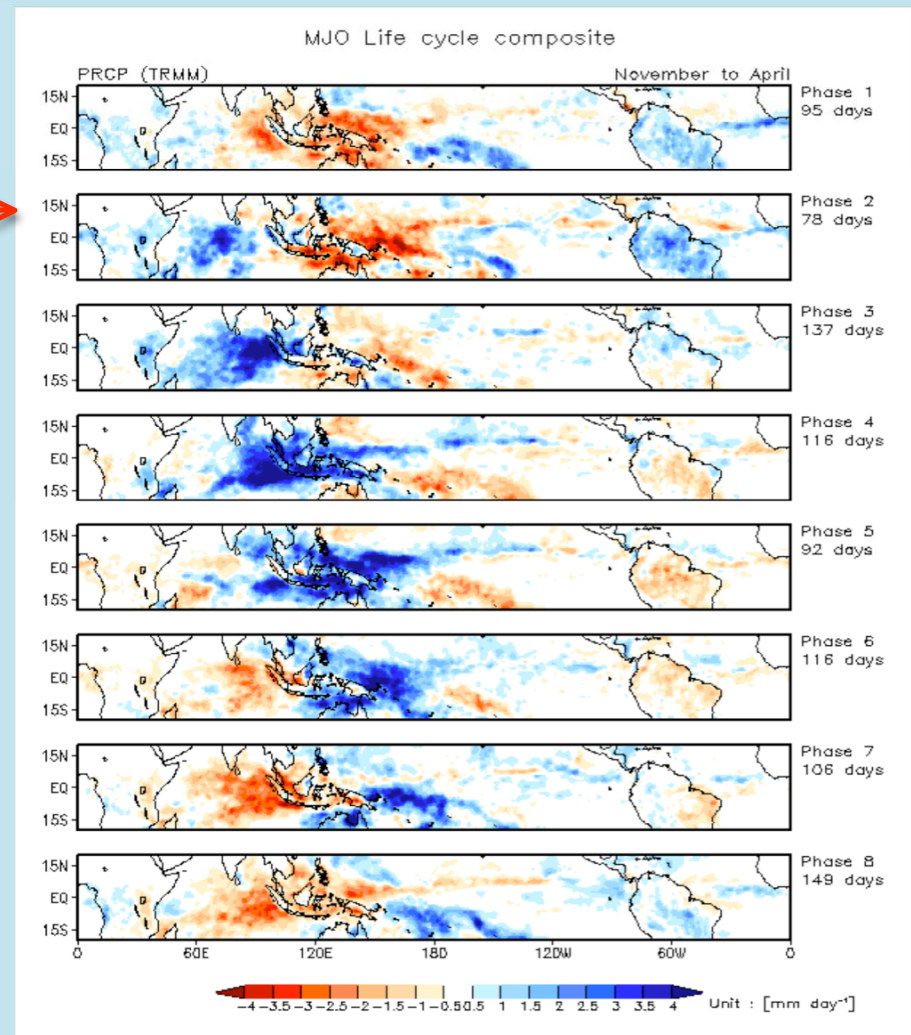 MJO Life cycle composite
PRCP (TRMM) November to April
15N
EQ
15S
Phase 1
95 days
15N
EQ
15S
Phase 2
78 days
15N
EQ
15S
Phase 3
137 days
15N
EQ
15S
Phase 4
116 days
15N
EQ
15S
Phase 5
92 days
15N
EQ
15S
Phase 6
116 days
15N
EQ
15S
Phase 7
106 days
15N
EQ
15S
Phase 8
149 days
0 60E 120E 180 120W 60W 0
-4 -3.5 -3 -2.5 -2 -1.5 -1 -0.5 0.5 1 1.5 2 2.5 3 3.5 4 Unit : [mm day⁻¹]